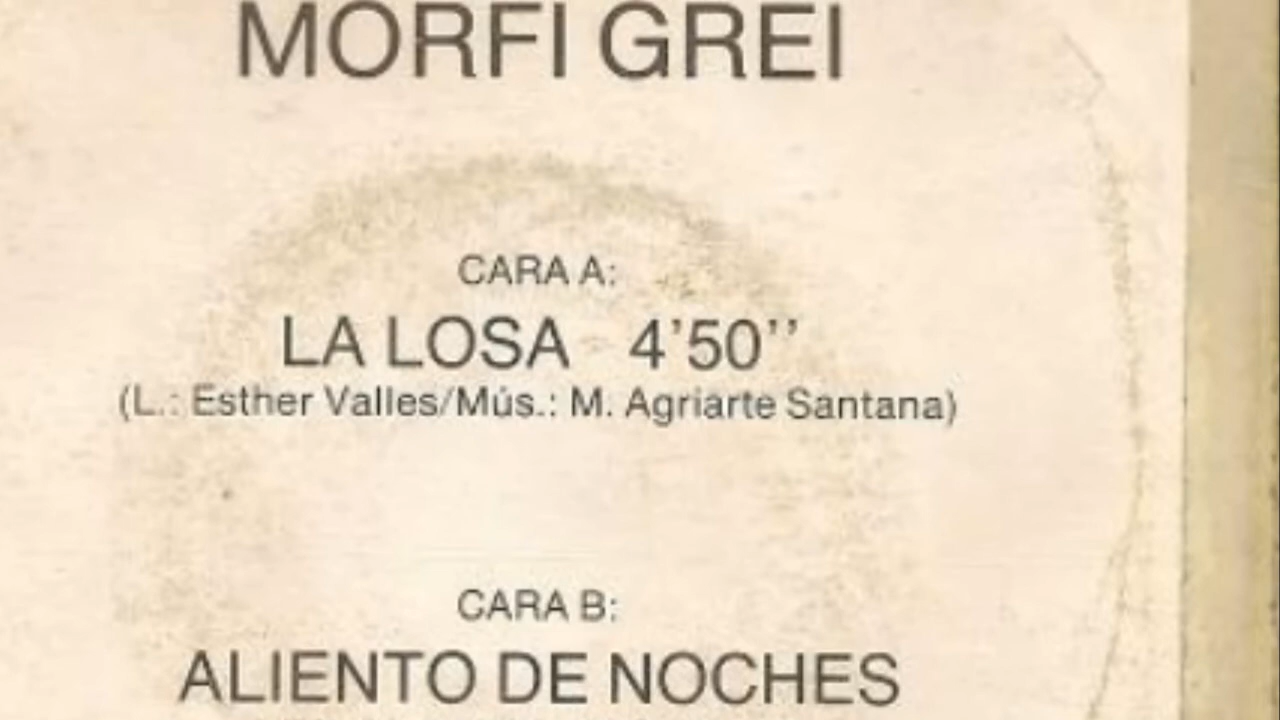 MORFI GREI
CARA A:
LA LOSA 4'50''
(L.: Esther Valles/Mús.: M. Agriarte Santana)
CARA B:
ALIENTO DE NOCHES